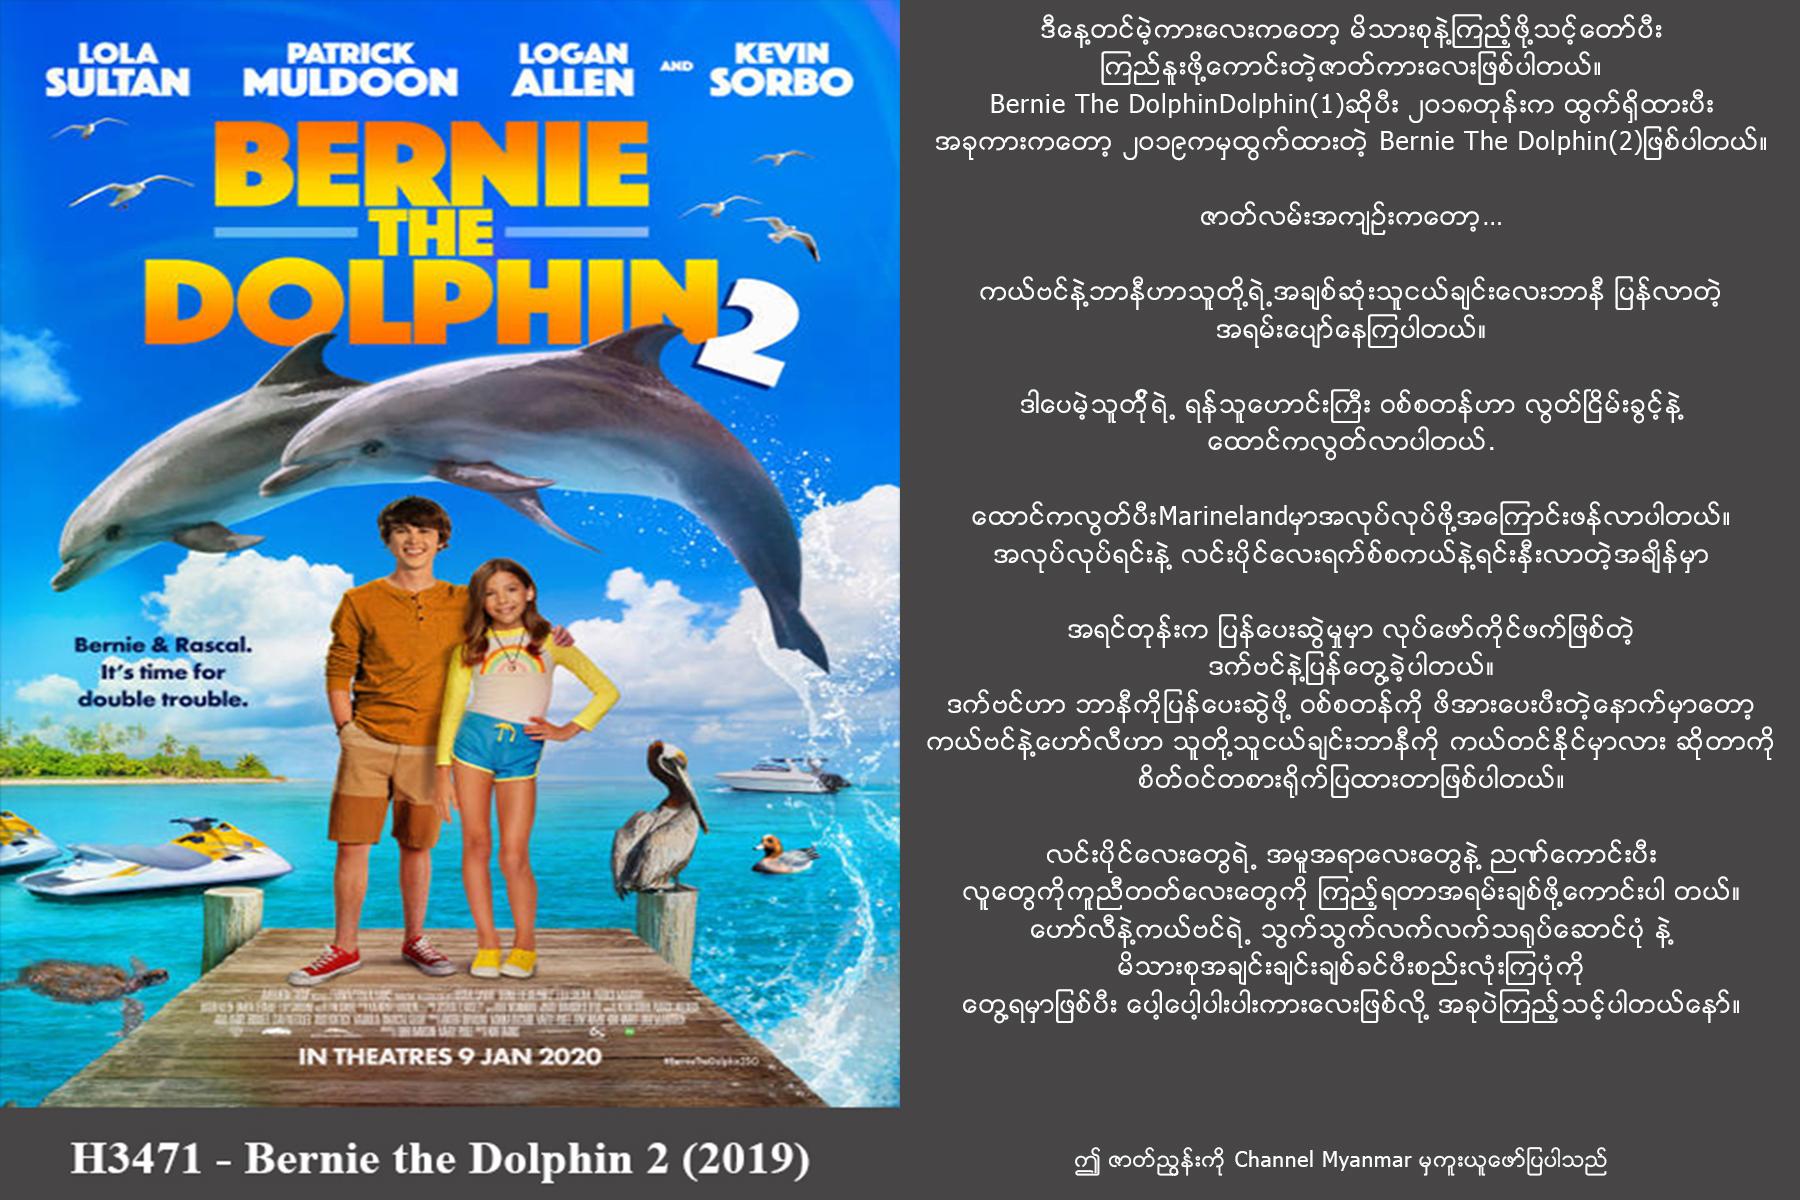 LOLA SULTAN
PATRICK MULDOON
LOGAN ALLEN
AND
KEVIN SORBO
BERNIE
THE
DOLPHIN 2
Bernie & Rascal.
It's time for
double trouble.
IN THEATRES 9 JAN 2020
H3471 - Bernie the Dolphin 2 (2019)
ဒီနေ့တင်မဲ့ကားလေးကတော့ မိသားစုနဲ့ကြည့်ဖို့သင့်တော်ပီး
ကြည်နူးဖို့ကောင်းတဲ့ဇာတ်ကားလေးဖြစ်ပါတယ်။
Bernie The DolphinDolphin(1)ဆိုပီး ၂၀၁၈တုန်းက ထွက်ရှိထားပီး
အခုကားကတော့ ၂၀၁၉ကမှထွက်ထားတဲ့ Bernie The Dolphin(2)ဖြစ်ပါတယ်။
ဇာတ်လမ်းအကျဉ်းကတော့...
ကယ်ဗင်နဲ့ဘာနီဟာသူတို့ရဲ့အချစ်ဆုံးသူငယ်ချင်းလေးဘာနီ ပြန်လာတဲ့
အရမ်းပျော်နေကြပါတယ်။
ဒါပေမဲ့သူတို့ရဲ့ ရန်သူဟောင်းကြီး ဝစ်စတန်ဟာ လွတ်ငြိမ်းခွင့်နဲ့
ထောင်ကလွတ်လာပါတယ်.
ထောင်ကလွတ်ပီးMarinelandမှာအလုပ်လုပ်ဖို့အကြောင်းဖန်လာပါတယ်။
အလုပ်လုပ်ရင်းနဲ့ လင်းပိုင်လေးရက်စ်စကယ်နဲ့ရင်းနှီးလာတဲ့အချိန်မှာ
အရင်တုန်းက ပြန်ပေးဆွဲမှုမှာ လုပ်ဖော်ကိုင်ဖက်ဖြစ်တဲ့
ဒက်ဗင်နဲ့ပြန်တွေ့ခဲ့ပါတယ်။
ဒက်ဗင်ဟာ ဘာနီကိုပြန်ပေးဆွဲဖို့ ဝစ်စတန်ကို ဖိအားပေးပီးတဲ့နောက်မှာတော့
ကယ်ဗင်နဲ့ဟော်လီဟာ သူတို့သူငယ်ချင်းဘာနီကို ကယ်တင်နိုင်မှာလား ဆိုတာကို
စိတ်ဝင်တစားရိုက်ပြထားတာဖြစ်ပါတယ်။
လင်းပိုင်လေးတွေရဲ့ အမူအရာလေးတွေနဲ့ ညဏ်ကောင်းပီး
လူတွေကိုကူညီတတ်လေးတွေကို ကြည့်ရတာအရမ်းချစ်ဖို့ကောင်းပါ တယ်။
ဟော်လီနဲ့ကယ်ဗင်ရဲ့ သွက်သွက်လက်လက်သရုပ်ဆောင်ပုံ နဲ့
မိသားစုအချင်းချင်းချစ်ခင်ပီးစည်းလုံးကြပုံကို
တွေ့ရမှာဖြစ်ပီး ပေါ့ပေါ့ပါးပါးကားလေးဖြစ်လို့ အခုပဲကြည့်သင့်ပါတယ်နော်။
ဤ ဇာတ်ညွှန်းကို Channel Myanmar မှကူးယူဖော်ပြပါသည်